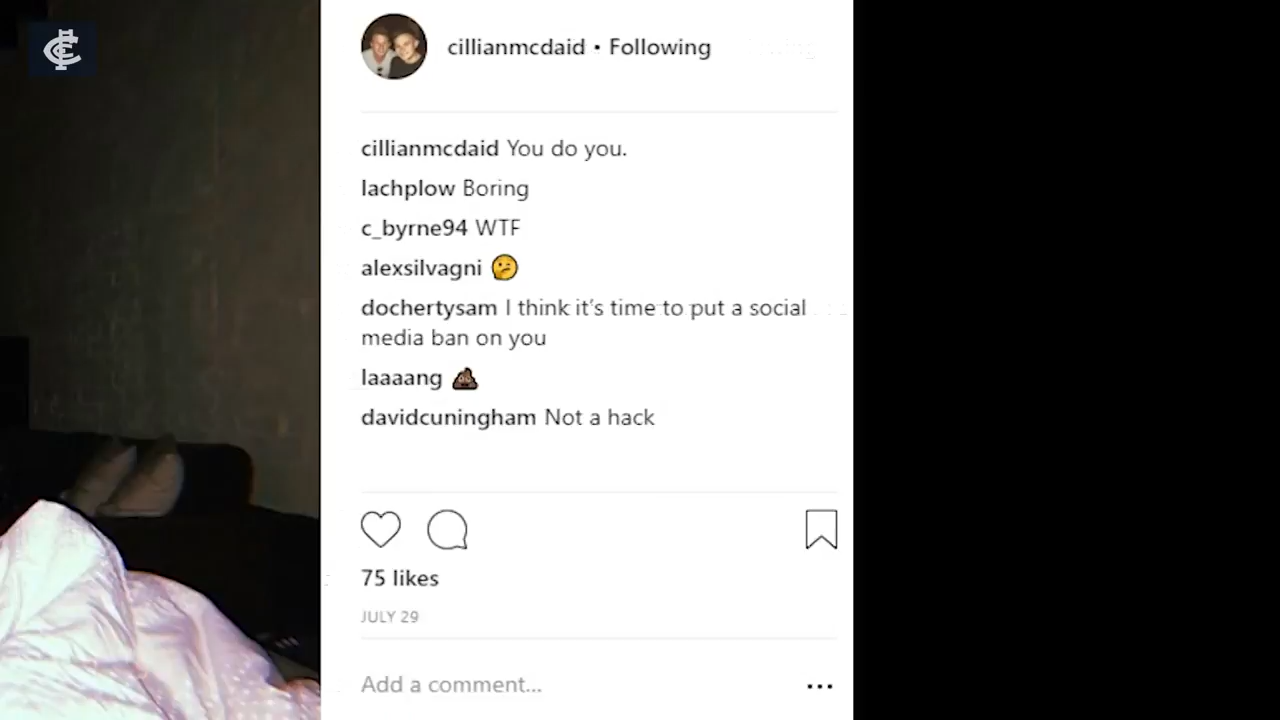 cillianmcdaid • Following
cillianmcdaid You do you.
lachplow Boring
c_byrne94 WTF
alexsilvagni 🤔
dochertysam I think it's time to put a social
media ban on you
laaaang 💩
davidcuningham Not a hack
75 likes
JULY 29
Add a comment...